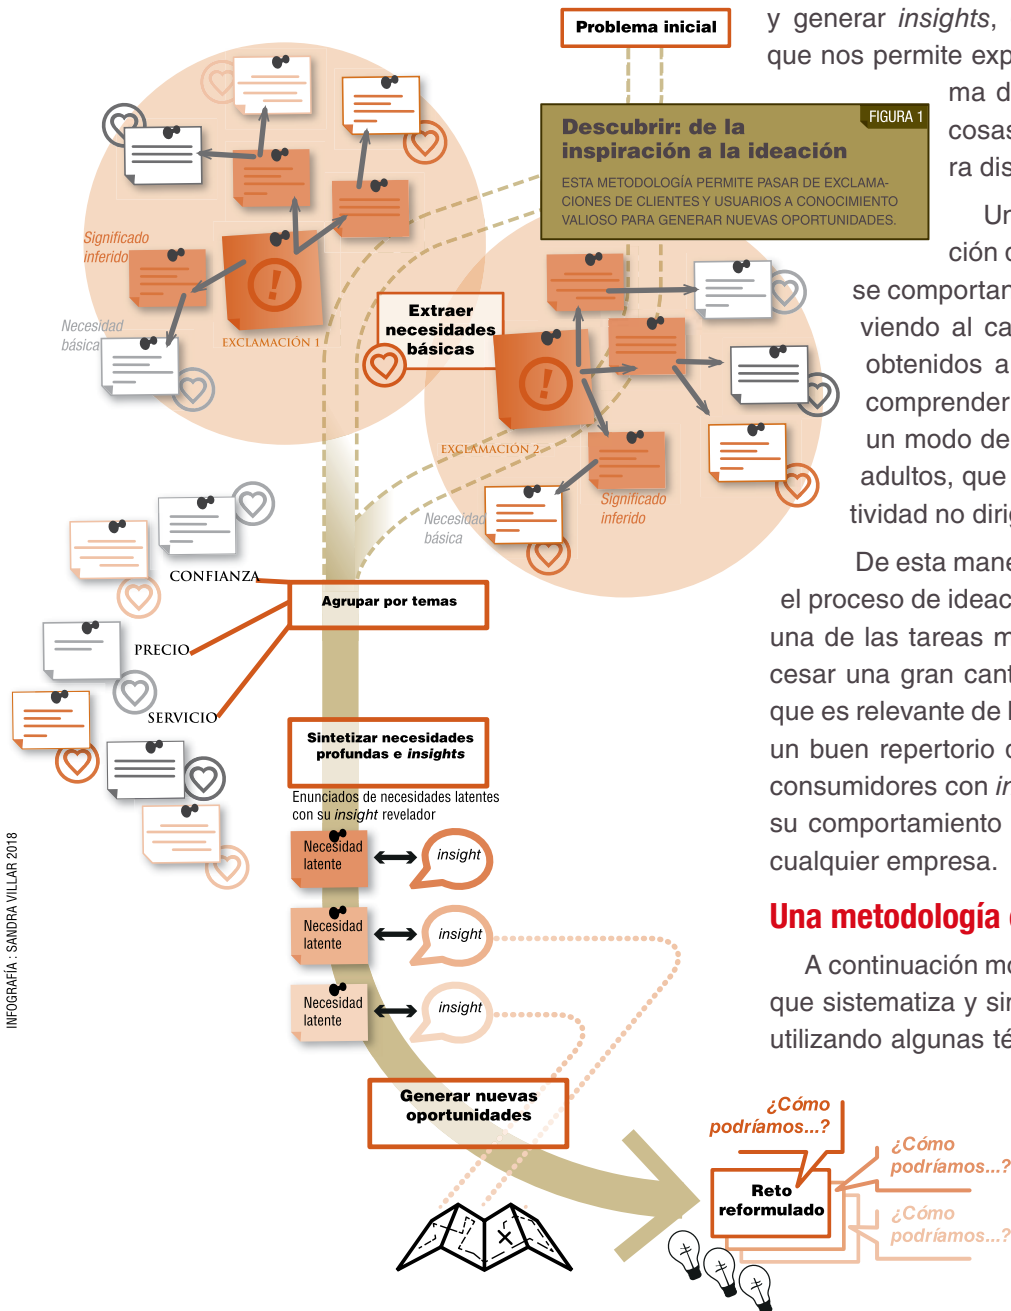 Problema inicial
FIGURA 1
Descubrir: de la
inspiración a la ideación
ESTA METODOLOGÍA PERMITE PASAR DE EXCLAMA-
CIONES DE CLIENTES Y USUARIOS A CONOCIMIENTO
VALIOSO PARA GENERAR NUEVAS OPORTUNIDADES.
Significado
inferido
Necesidad
básica
EXCLAMACIÓN 1
Extraer
necesidades
básicas
EXCLAMACIÓN 2
Necesidad
básica
Significado
inferido
CONFIANZA
PRECIO
SERVICIO
Agrupar por temas
Sintetizar necesidades
profundas e insights
Enunciados de necesidades latentes
con su insight revelador
Necesidad
latente
insight
Necesidad
latente
insight
Necesidad
latente
insight
Generar nuevas
oportunidades
¿Cómo
podríamos...?
¿Cómo
podríamos...?
¿Cómo
podríamos...?
Reto
reformulado
INFOGRAFÍA : SANDRA VILLAR 2018
y generar insights,
que nos permite exp
ma d
cosas
ra dis
Un
ción d
se comportan
viendo al ca
obtenidos a
comprender
un modo de
adultos, que
tividad no dirig
De esta mane
el proceso de ideac
una de las tareas m
cesar una gran cant
que es relevante de l
un buen repertorio d
consumidores con in
su comportamiento
cualquier empresa.
Una metodología
A continuación mo
que sistematiza y sin
utilizando algunas té